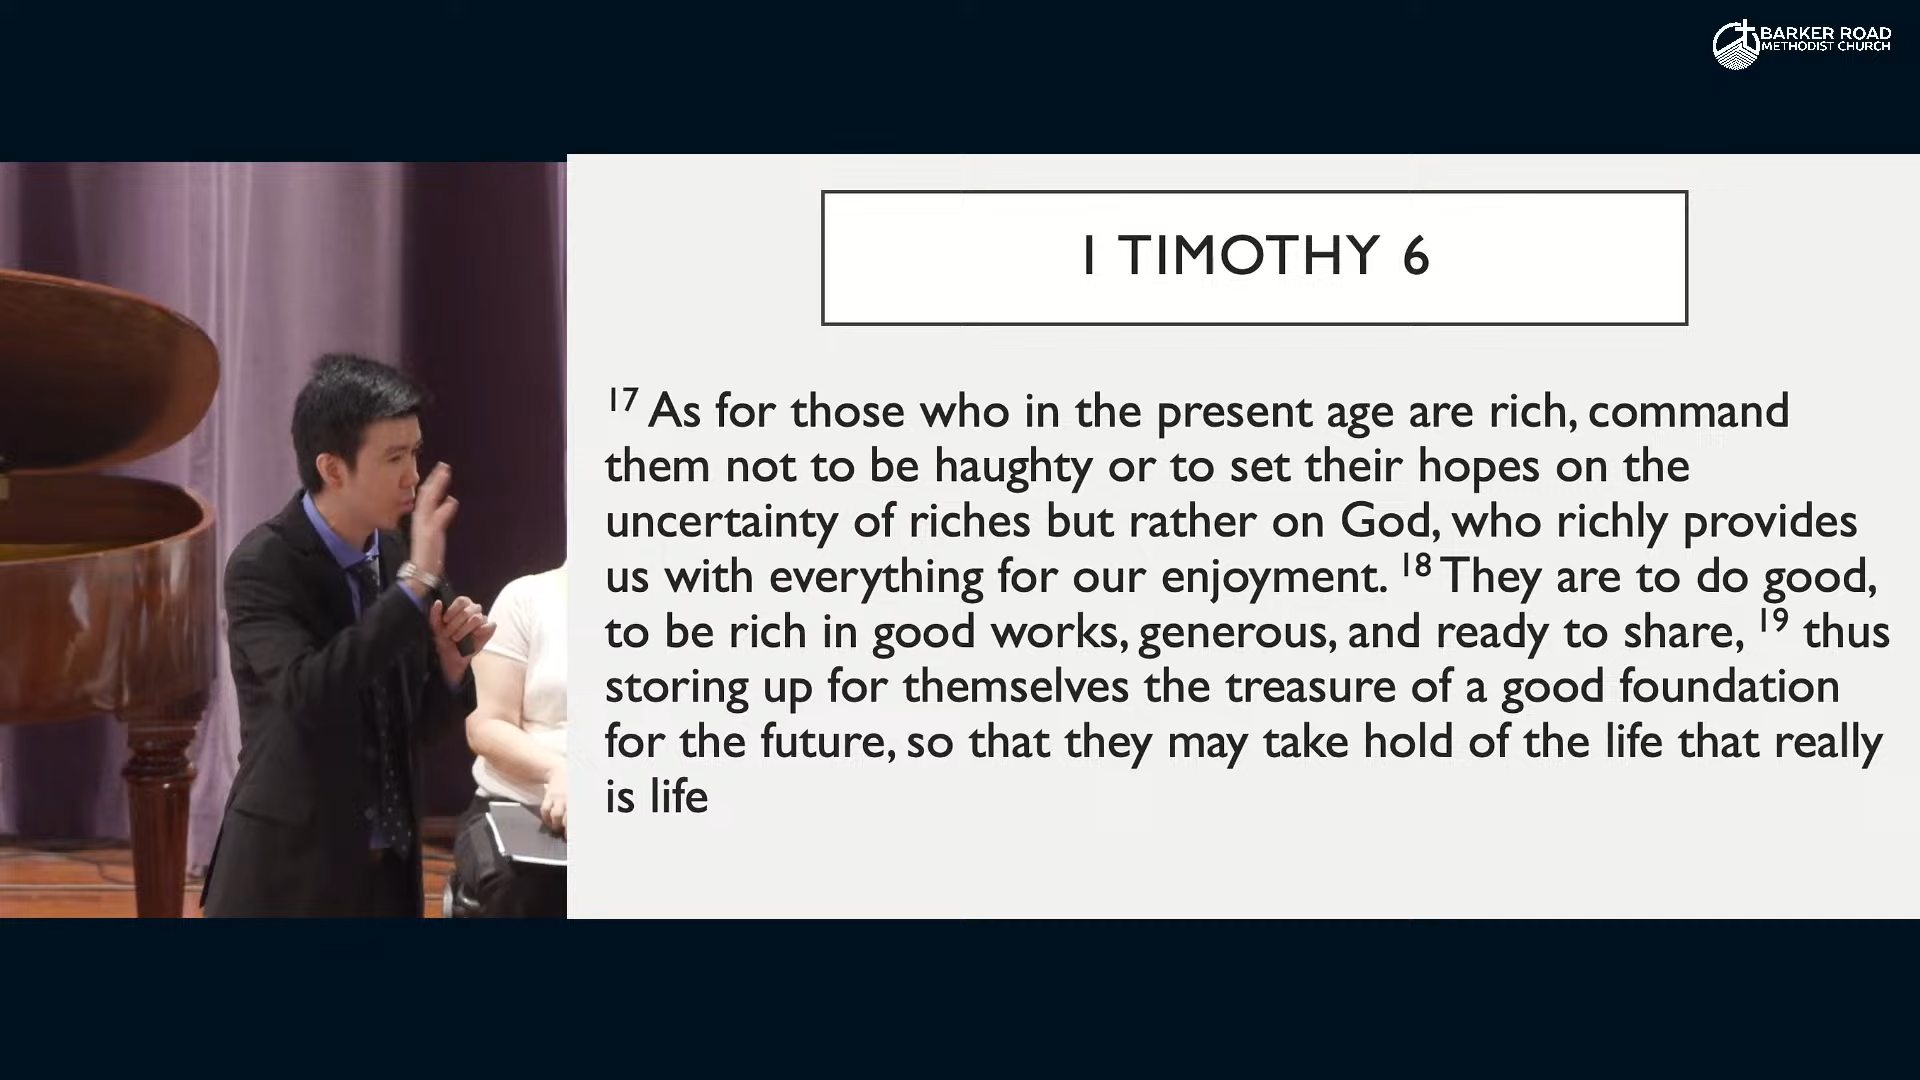 BARKER ROAD
METHODIST CHURCH
1 TIMOTHY 6
17 As for those who in the present age are rich, command
them not to be haughty or to set their hopes on the
uncertainty of riches but rather on God, who richly provides
us with everything for our enjoyment. 18 They are to do good,
to be rich in good works, generous, and ready to share, 19 thus
storing up for themselves the treasure of a good foundation
for the future, so that they may take hold of the life that really
is life